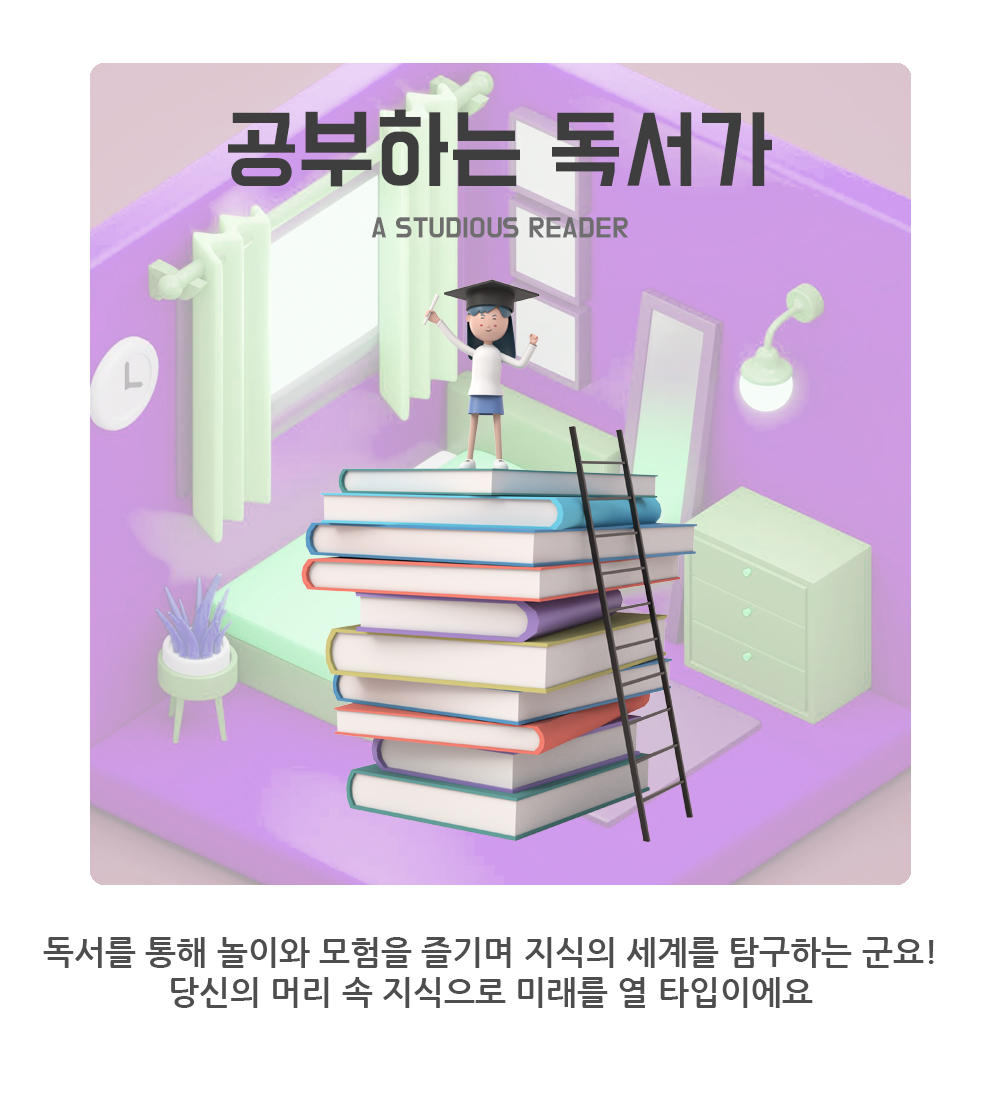 공부하는 독서가
A STUDIOUS READER
독서를 통해 놀이와 모험을 즐기며 지식의 세계를 탐구하는 군요!
당신의 머리 속 지식으로 미래를 열 타입이에요